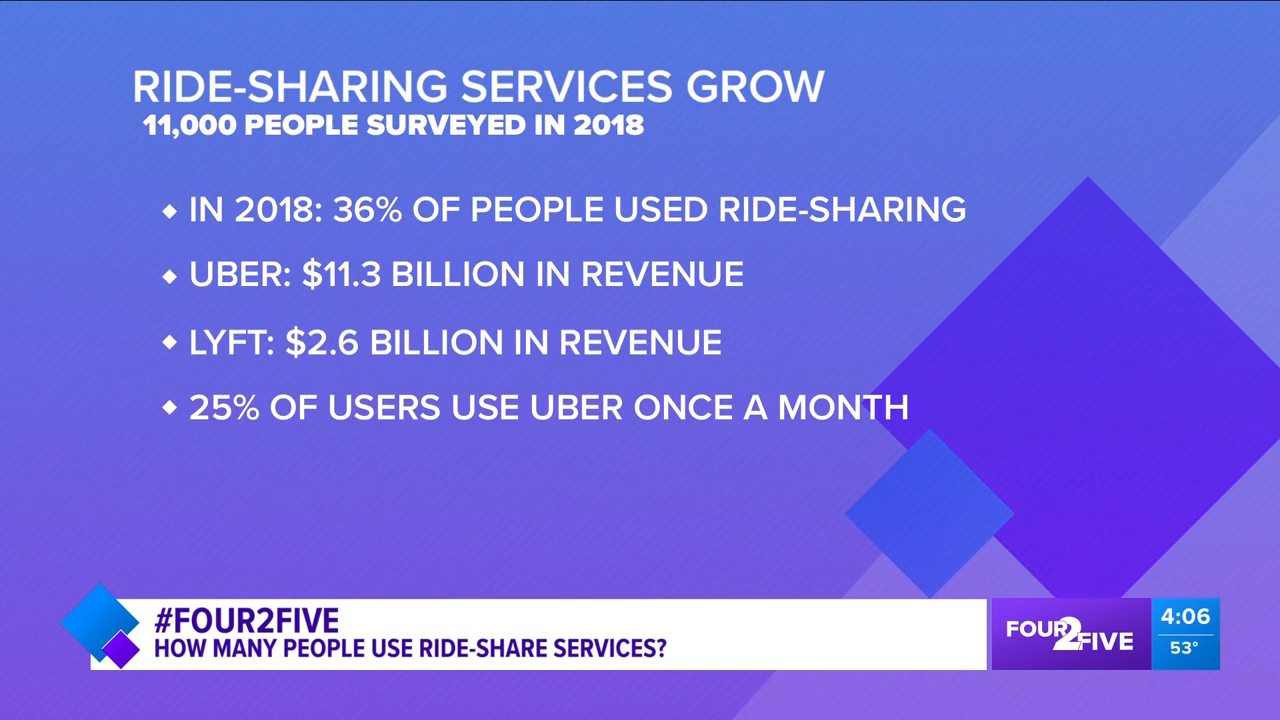 RIDE-SHARING SERVICES GROW
11,000 PEOPLE SURVEYED IN 2018
IN 2018: 36% OF PEOPLE USED RIDE-SHARING
UBER: $11.3 BILLION IN REVENUE
LYFT: $2.6 BILLION IN REVENUE
25% OF USERS USE UBER ONCE A MONTH
#FOUR2FIVE
HOW MANY PEOPLE USE RIDE-SHARE SERVICES?
FOUR2FIVE
4:06
53°